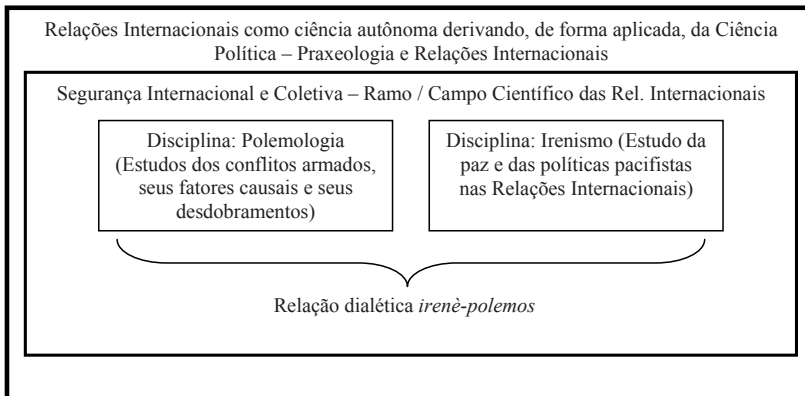 Relações Internacionais como ciência autônoma derivando, de forma aplicada, da Ciência
Política – Praxeologia e Relações Internacionais
Segurança Internacional e Coletiva – Ramo / Campo Científico das Rel. Internacionais
Disciplina: Polemologia
(Estudos dos conflitos armados,
seus fatores causais e seus
desdobramentos)
Disciplina: Irenismo (Estudo da
paz e das políticas pacifistas
nas Relações Internacionais)
Relação dialética irenè-polemos